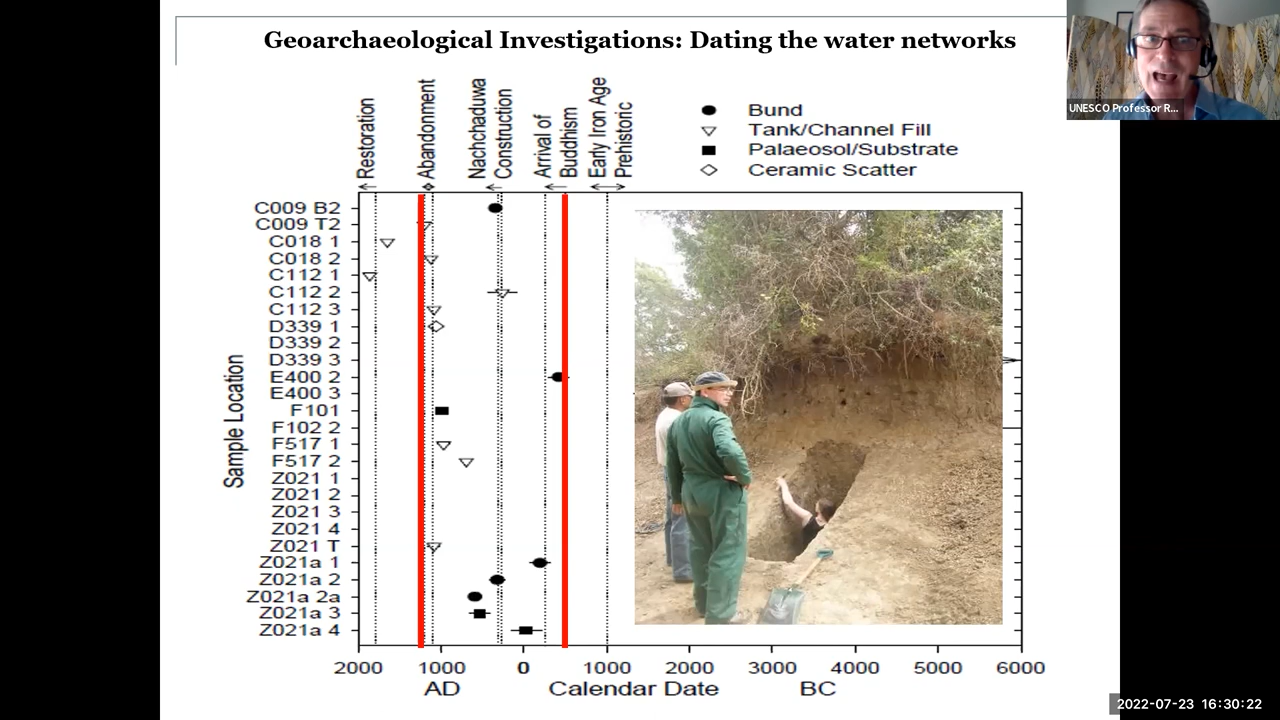 Geoarchaeological Investigations: Dating the water networks
UNESCO Professor R...
Restoration
Abandonment
Nachchaduwa
Construction
Arrival of
Buddhism
Early Iron Age
Prehistoric
Bund
Tank/Channel Fill
Palaeosol/Substrate
Ceramic Scatter
Sample Location
C009 B2
C009 T2
C018 1
C018 2
C112 1
C112 2
C112 3
D339 1
D339 2
D339 3
E400 2
E400 3
F101
F102 2
F517 1
F517 2
Z021 1
Z021 2
Z021 3
Z021 4
Z021 T
Z021a 1
Z021a 2
Z021a 2a
Z021a 3
Z021a 4
2000 1000 0 1000 2000 3000 4000 5000 6000
AD Calendar Date BC
2022-07-23 16:30:22